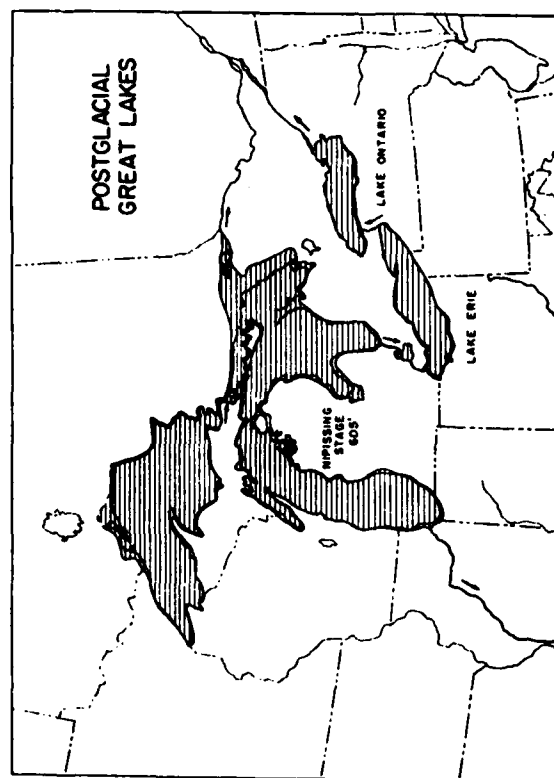 POSTGLACIAL
GREAT LAKES
NIPISSING
STAGE
605'
LAKE ONTARIO
LAKE ERIE